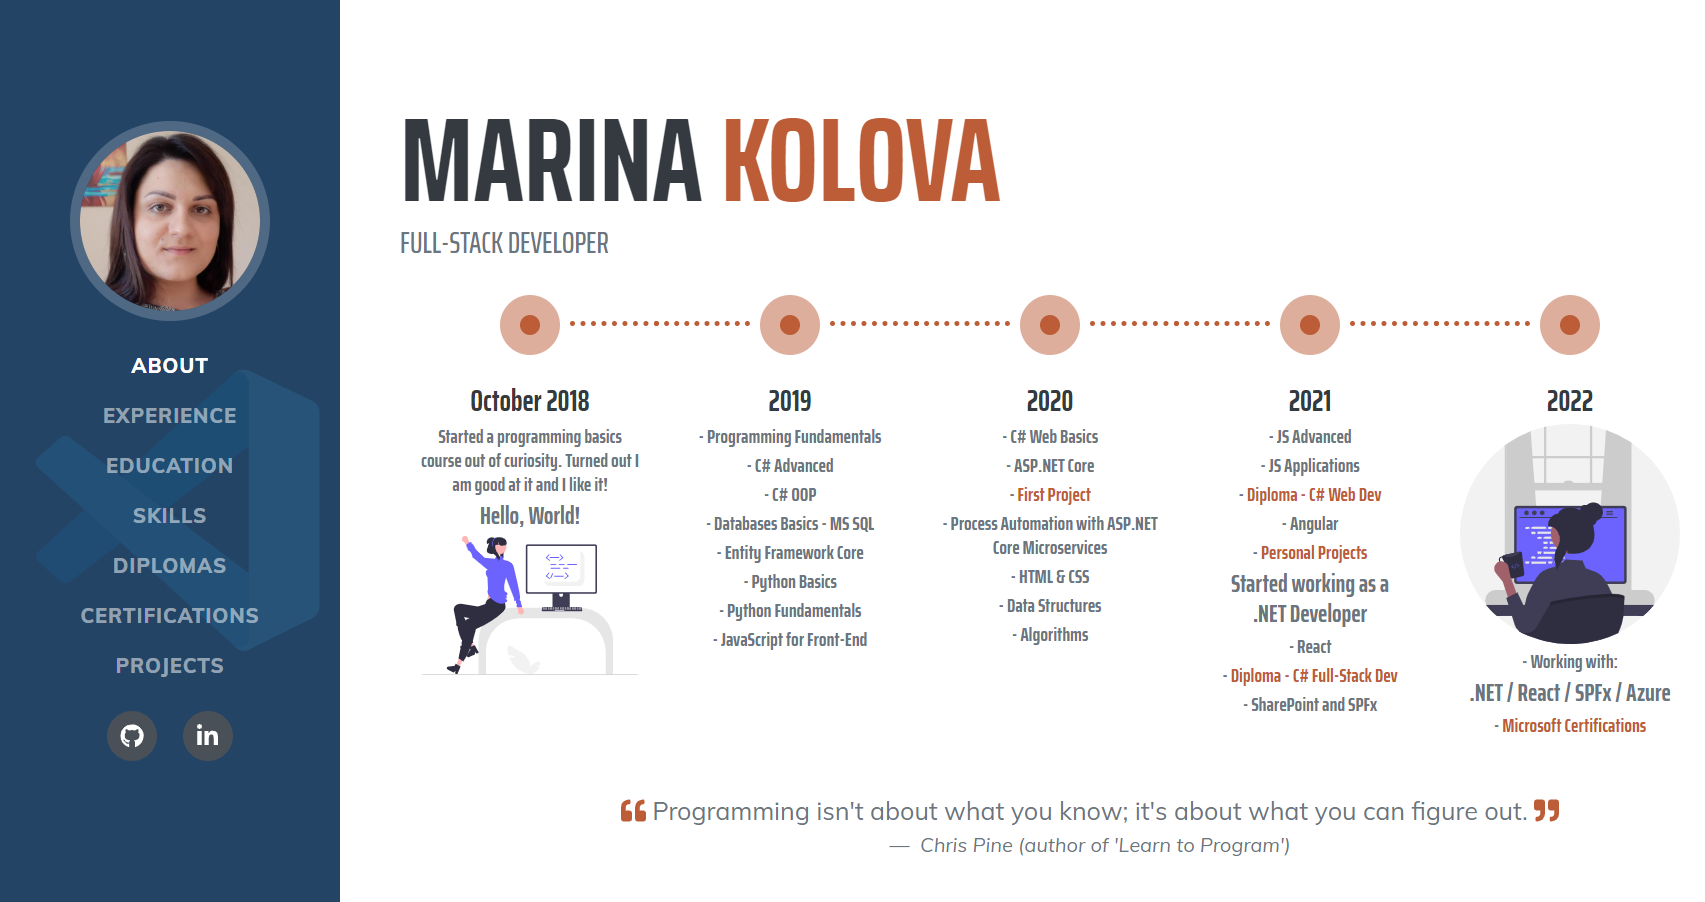 ABOUT
EXPERIENCE
EDUCATION
SKILLS
DIPLOMAS
CERTIFICATIONS
PROJECTS
in
MARINA KOLOVA
FULL-STACK DEVELOPER
October 2018
Started a programming basics
course out of curiosity. Turned out I
am good at it and I like it!
Hello, World!
2019
- Programming Fundamentals
- C# Advanced
- C# OOP
- Databases Basics - MS SQL
- Entity Framework Core
- Python Basics
- Python Fundamentals
- JavaScript for Front-End
2020
- C# Web Basics
- ASP.NET Core
- First Project
- Process Automation with ASP.NET
Core Microservices
- HTML & CSS
- Data Structures
- Algorithms
2021
- JS Advanced
- JS Applications
- Diploma - C# Web Dev
- Angular
- Personal Projects
Started working as a
.NET Developer
- React
- Diploma - C# Full-Stack Dev
- SharePoint and SPFx
2022
- Working with:
.NET / React / SPFx / Azure
- Microsoft Certifications
❝ Programming isn't about what you know; it's about what you can figure out. ❞
— Chris Pine (author of 'Learn to Program')